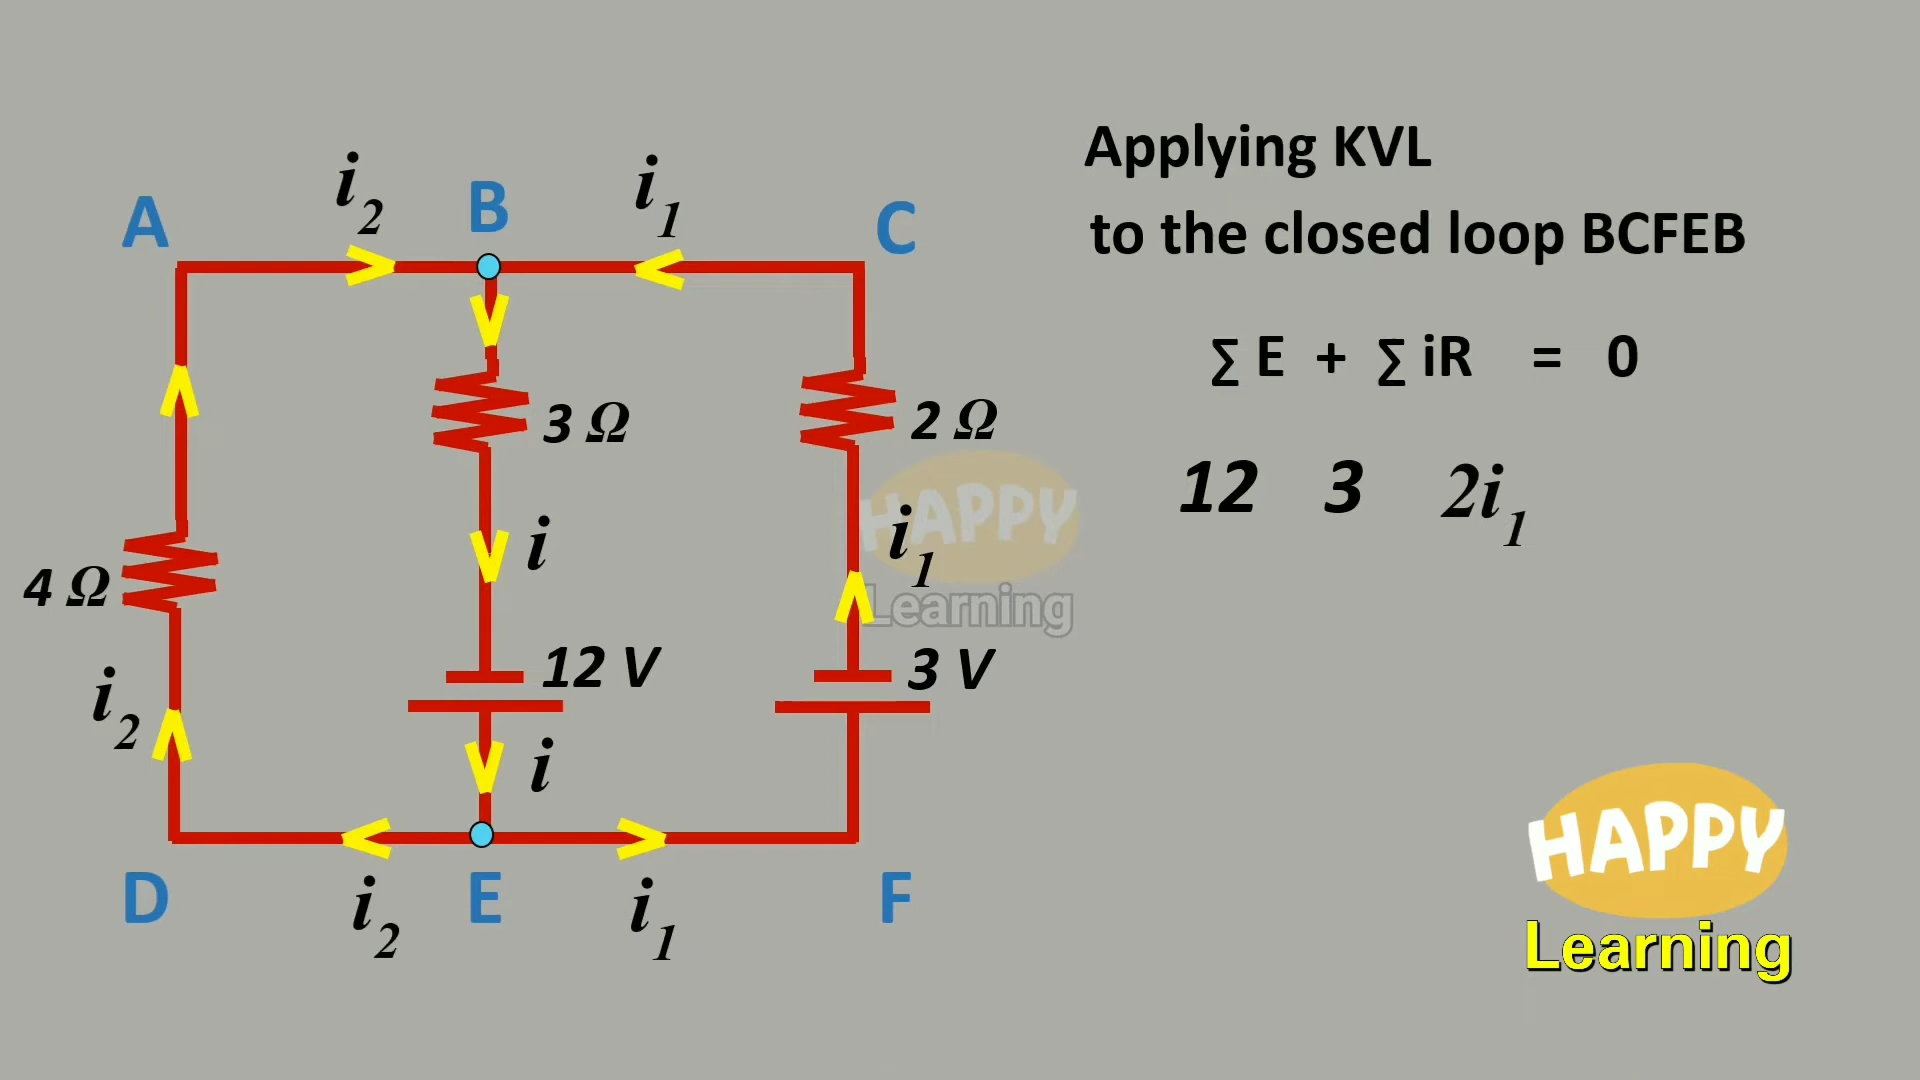 Applying KVL
to the closed loop BCFEB
∑ E + ∑ iR = 0
12 3 2i₁
A i₂ B i₁ C
3 Ω 2 Ω
4 Ω i i₁
12 V 3 V
i₂ i
D i₂ E i₁ F
HAPPY
Learning
HAPPY
Learning